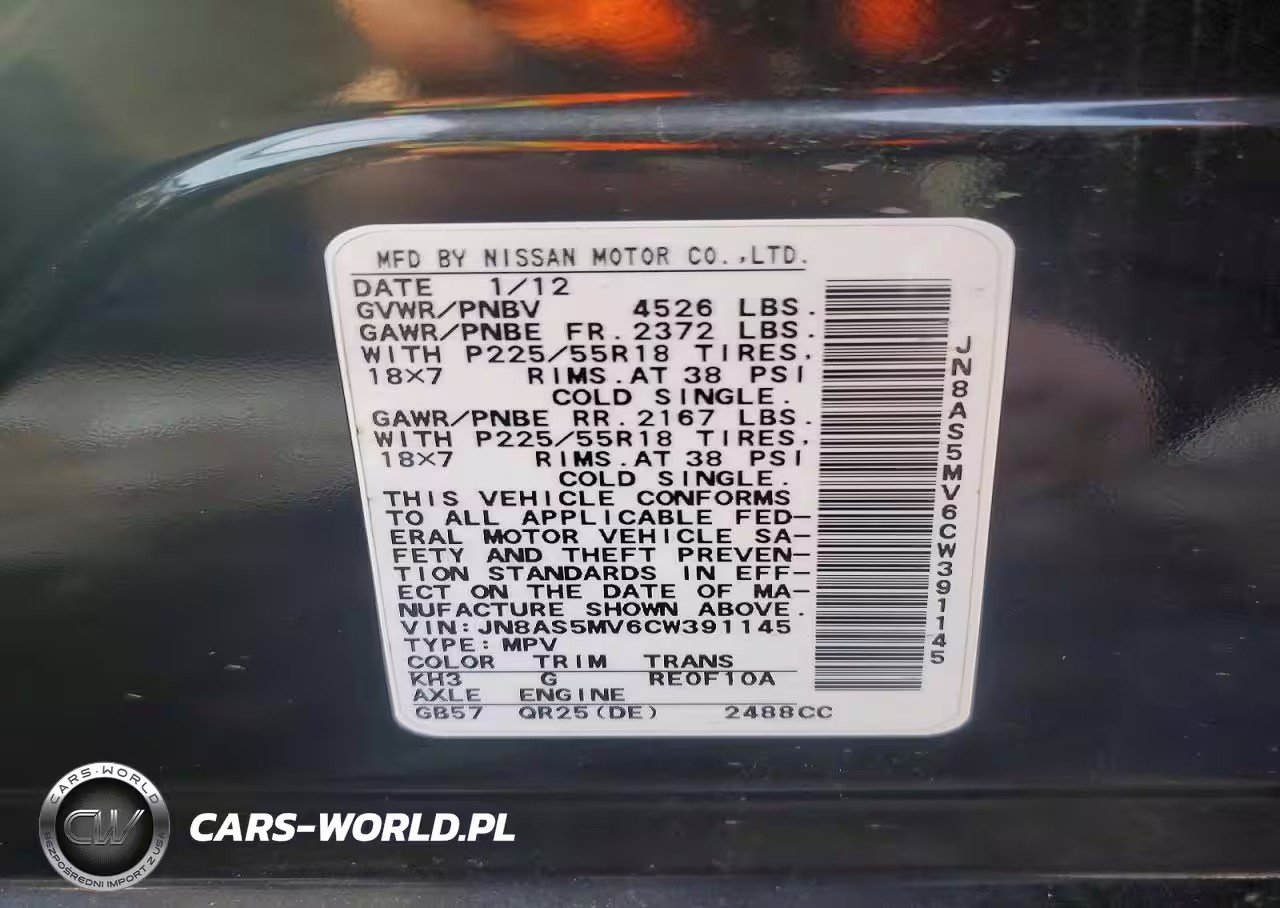 MFD BY NISSAN MOTOR CO.,LTD.
DATE 1/12
GVWR/PNBV 4526 LBS.
GAWR/PNBE FR.2372 LBS.
WITH P225/55R18 TIRES,
18×7 RIMS.AT 38 PSI
COLD SINGLE.
GAWR/PNBE RR.2167 LBS.
WITH P225/55R18 TIRES,
18×7 RIMS.AT 38 PSI
COLD SINGLE.
THIS VEHICLE CONFORMS
TO ALL APPLICABLE FED-
ERAL MOTOR VEHICLE SA-
FETY AND THEFT PREVEN-
TION STANDARDS IN EFF-
ECT ON THE DATE OF MA-
NUFACTURE SHOWN ABOVE.
VIN:JN8AS5MV6CW391145
TYPE:MPV
COLOR TRIM TRANS
KH3 G RE0F10A
AXLE ENGINE
GB57 QR25(DE) 2488CC
JN8AS5MV6CW391145
CARS-WORLD
CW
BEZPOŚREDNI IMPORT Z USA
CARS-WORLD.PL